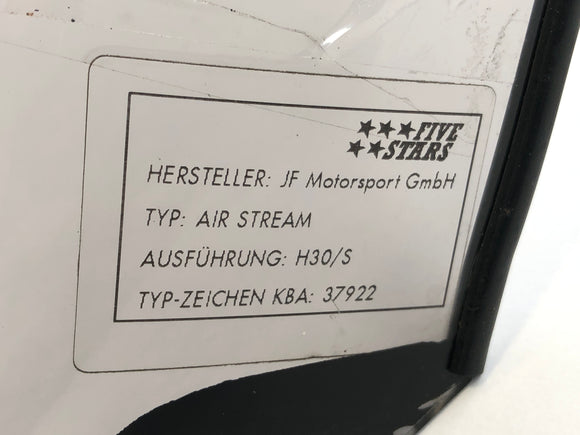 ★★★FIVE
★★STARS
HERSTELLER: JF Motorsport GmbH
TYP: AIR STREAM
AUSFÜHRUNG: H30/S
TYP-ZEICHEN KBA: 37922